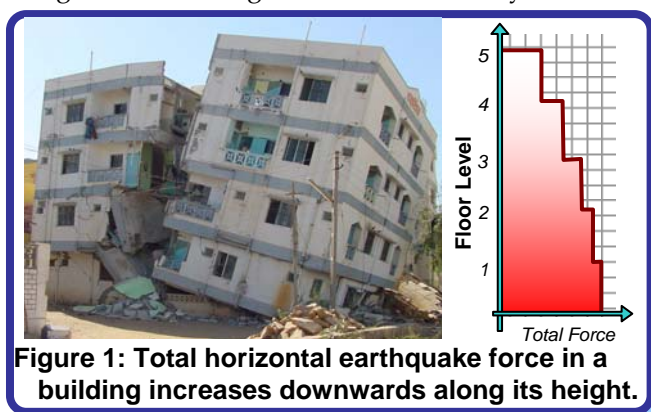 5
4
3
2
1
Floor Level
Total Force
Figure 1: Total horizontal earthquake force in a
building increases downwards along its height.